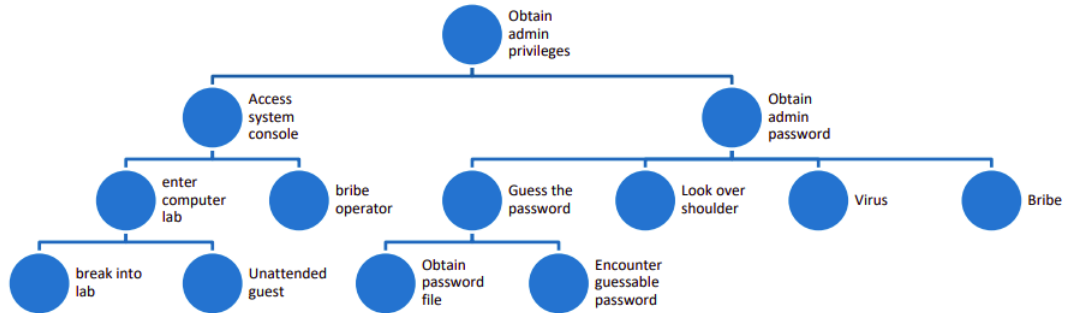 Obtain
admin
privileges
Access
system
console
Obtain
admin
password
enter
computer
lab
bribe
operator
Guess the
password
Look over
shoulder
Virus
Bribe
break into
lab
Unattended
guest
Obtain
password
file
Encounter
guessable
password